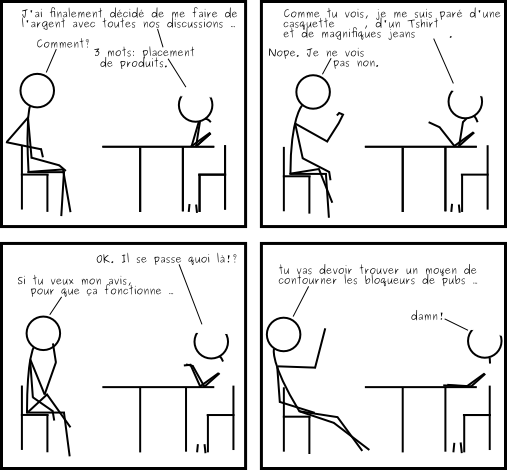 J'ai finalement décidé de me faire de
l'argent avec toutes nos discussions ...
Comment?
3 mots: placement
de produits.
Comme tu vois, je me suis paré d'une
casquette      , d'un Tshirt
et de magnifiques jeans      .
Nope. Je ne vois
pas non.
OK. Il se passe quoi là!?
Si tu veux mon avis,
pour que ça fonctionne ...
tu vas devoir trouver un moyen de
contourner les bloqueurs de pubs ...
damn!